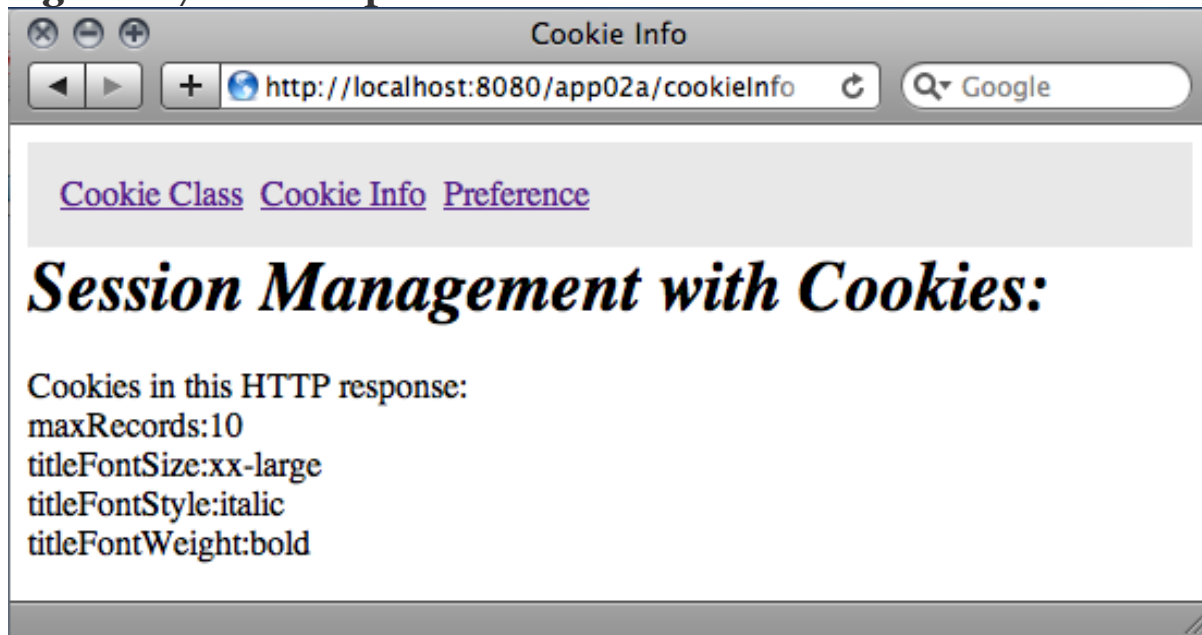 Cookie Info
http://localhost:8080/app02a/cookieInfo
Google
Cookie Class Cookie Info Preference
Session Management with Cookies:
Cookies in this HTTP response:
maxRecords:10
titleFontSize:xx-large
titleFontStyle:italic
titleFontWeight:bold